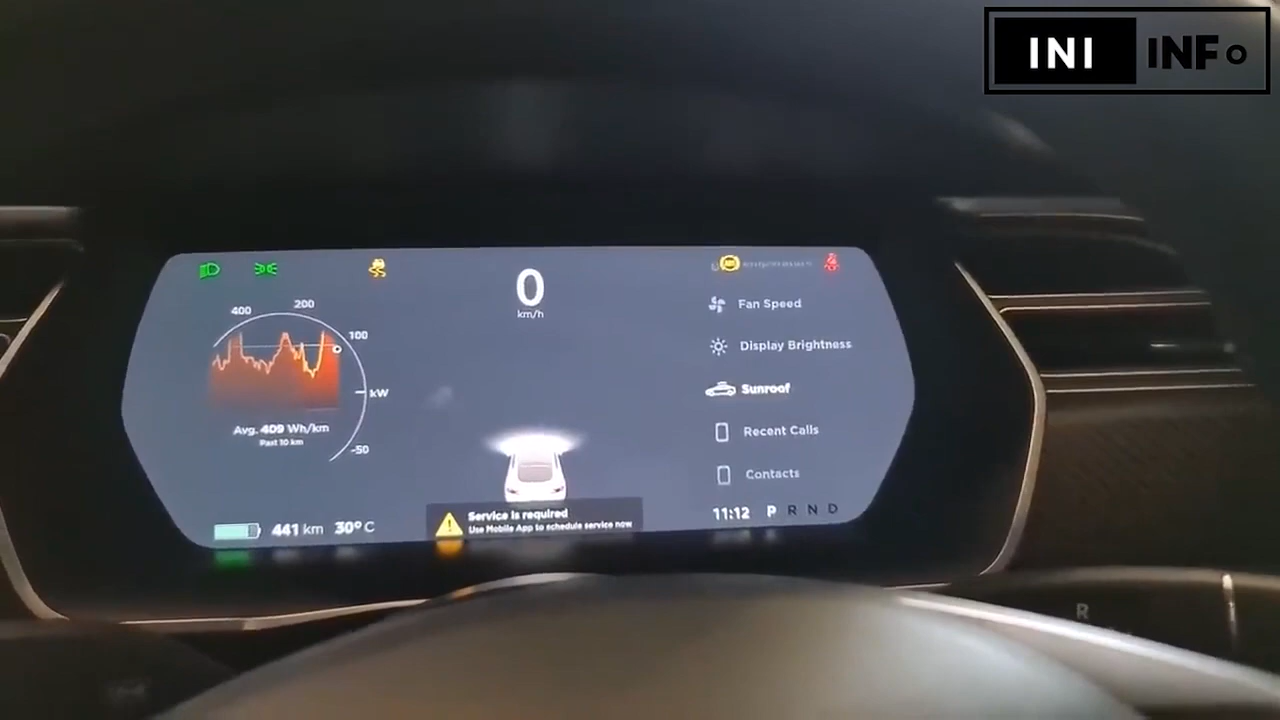 INI INFo
0
km/h
400
200
100
kW
-50
Avg. 409 Wh/km
Past 10 km
Fan Speed
Display Brightness
Sunroof
Recent Calls
Contacts
441 km 30°C
Service is required
Use Mobile App to schedule service now
11:12 P R N D
R